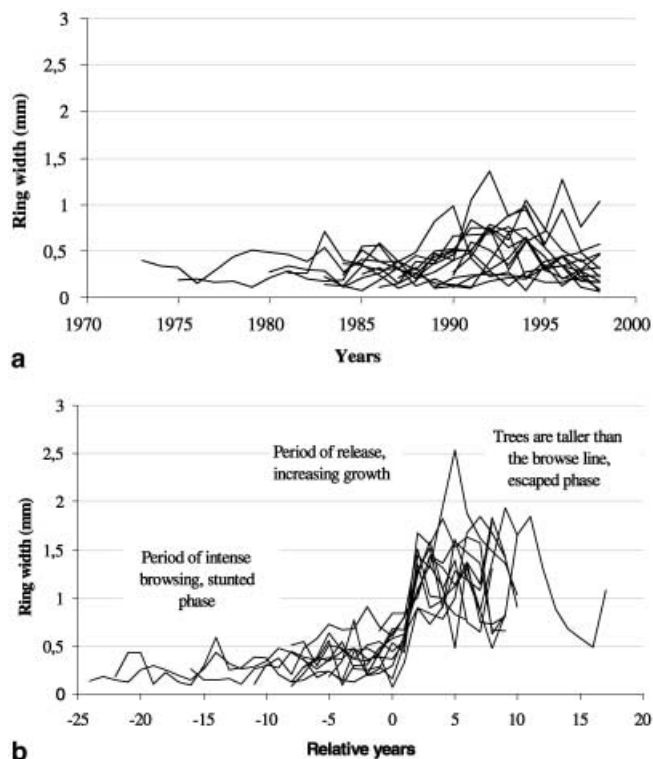 3
2,5
2
1,5
1
0,5
0
Ring width (mm)
1970 1975 1980 1985 1990 1995 2000
Years
a
3
2,5
2
1,5
1
0,5
0
Ring width (mm)
Period of intense
browsing, stunted
phase
Period of release,
increasing growth
Trees are taller than
the browse line,
escaped phase
-25 -20 -15 -10 -5 0 5 10 15 20
Relative years
b